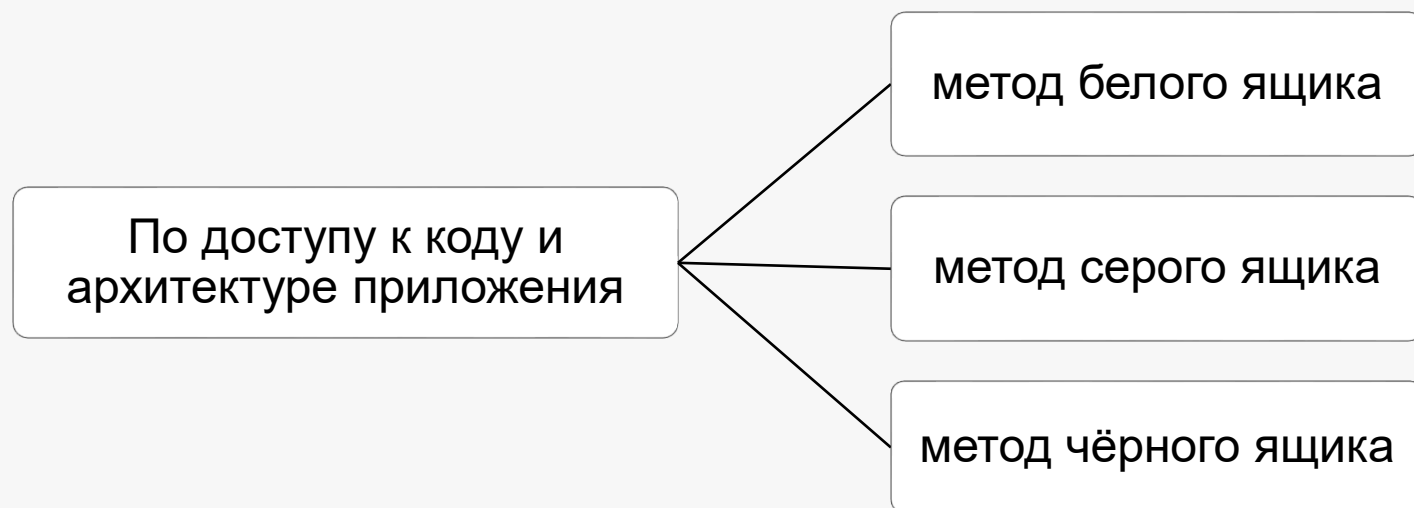 метод белого ящика
По доступу к коду и
архитектуре приложения
метод серого ящика
метод чёрного ящика